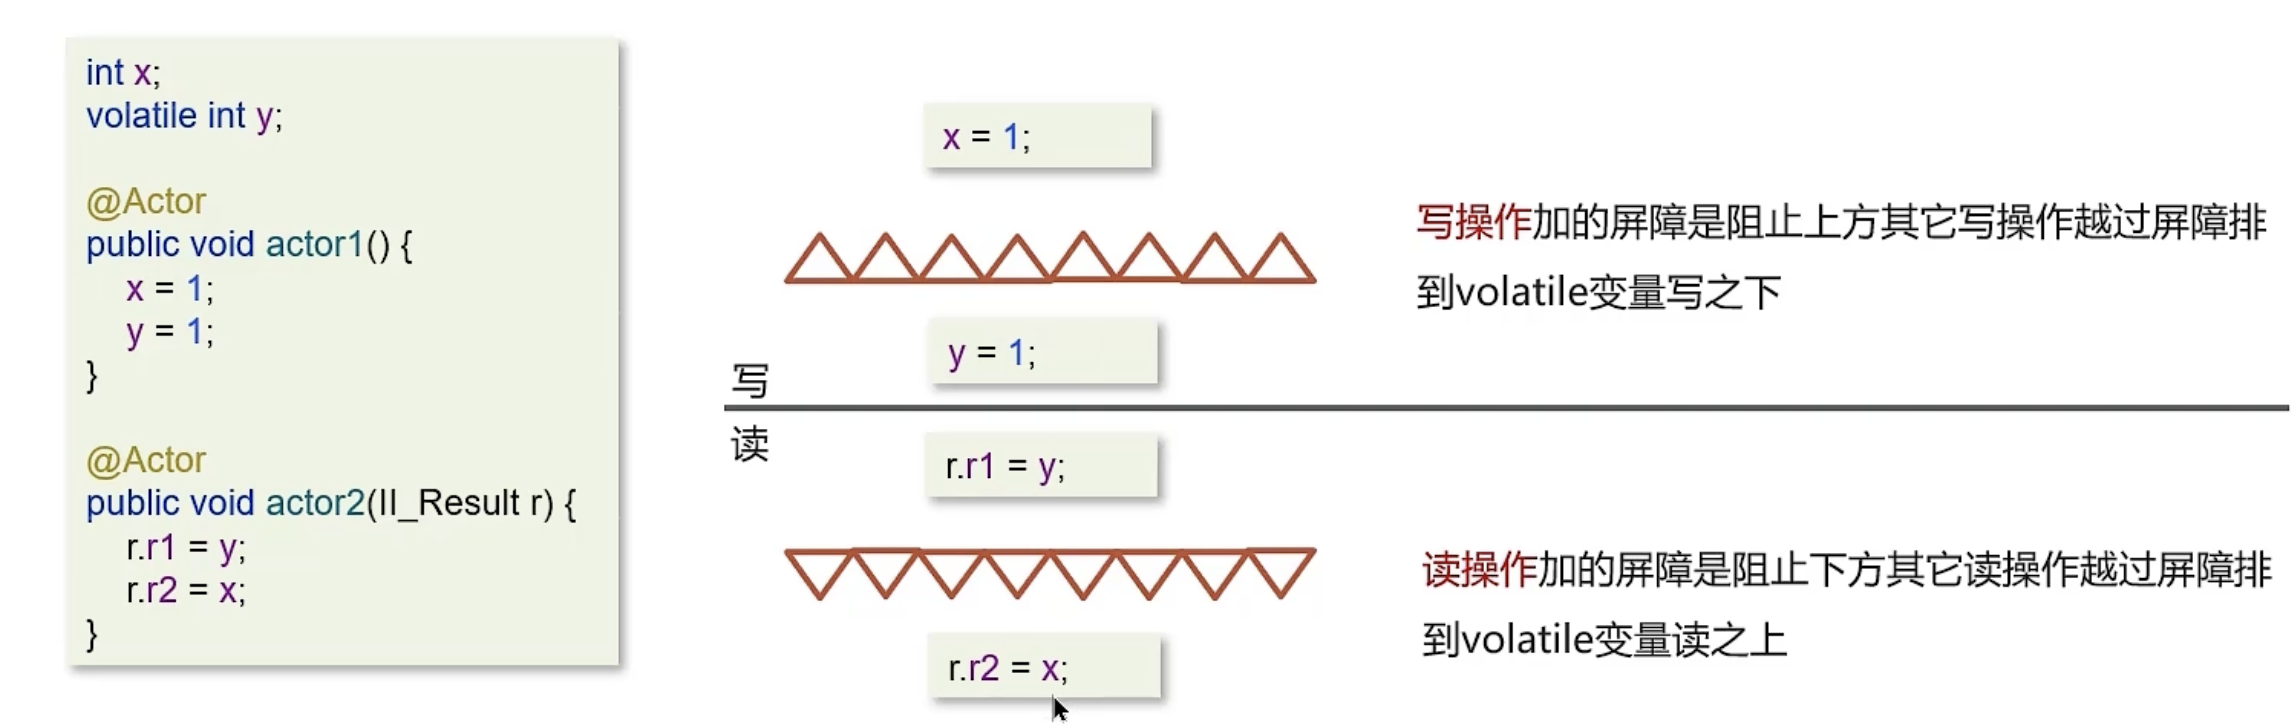 int x;
volatile int y;
@Actor
public void actor1() {
x = 1;
y = 1;
}
@Actor
public void actor2(II_Result r) {
r.r1 = y;
r.r2 = x;
}
x = 1;
写操作加的屏障是阻止上方其它写操作越过屏障排
到volatile变量写之下
y = 1;
写
读
r.r1 = y;
读操作加的屏障是阻止下方其它读操作越过屏障排
到volatile变量读之上
r.r2 = x;